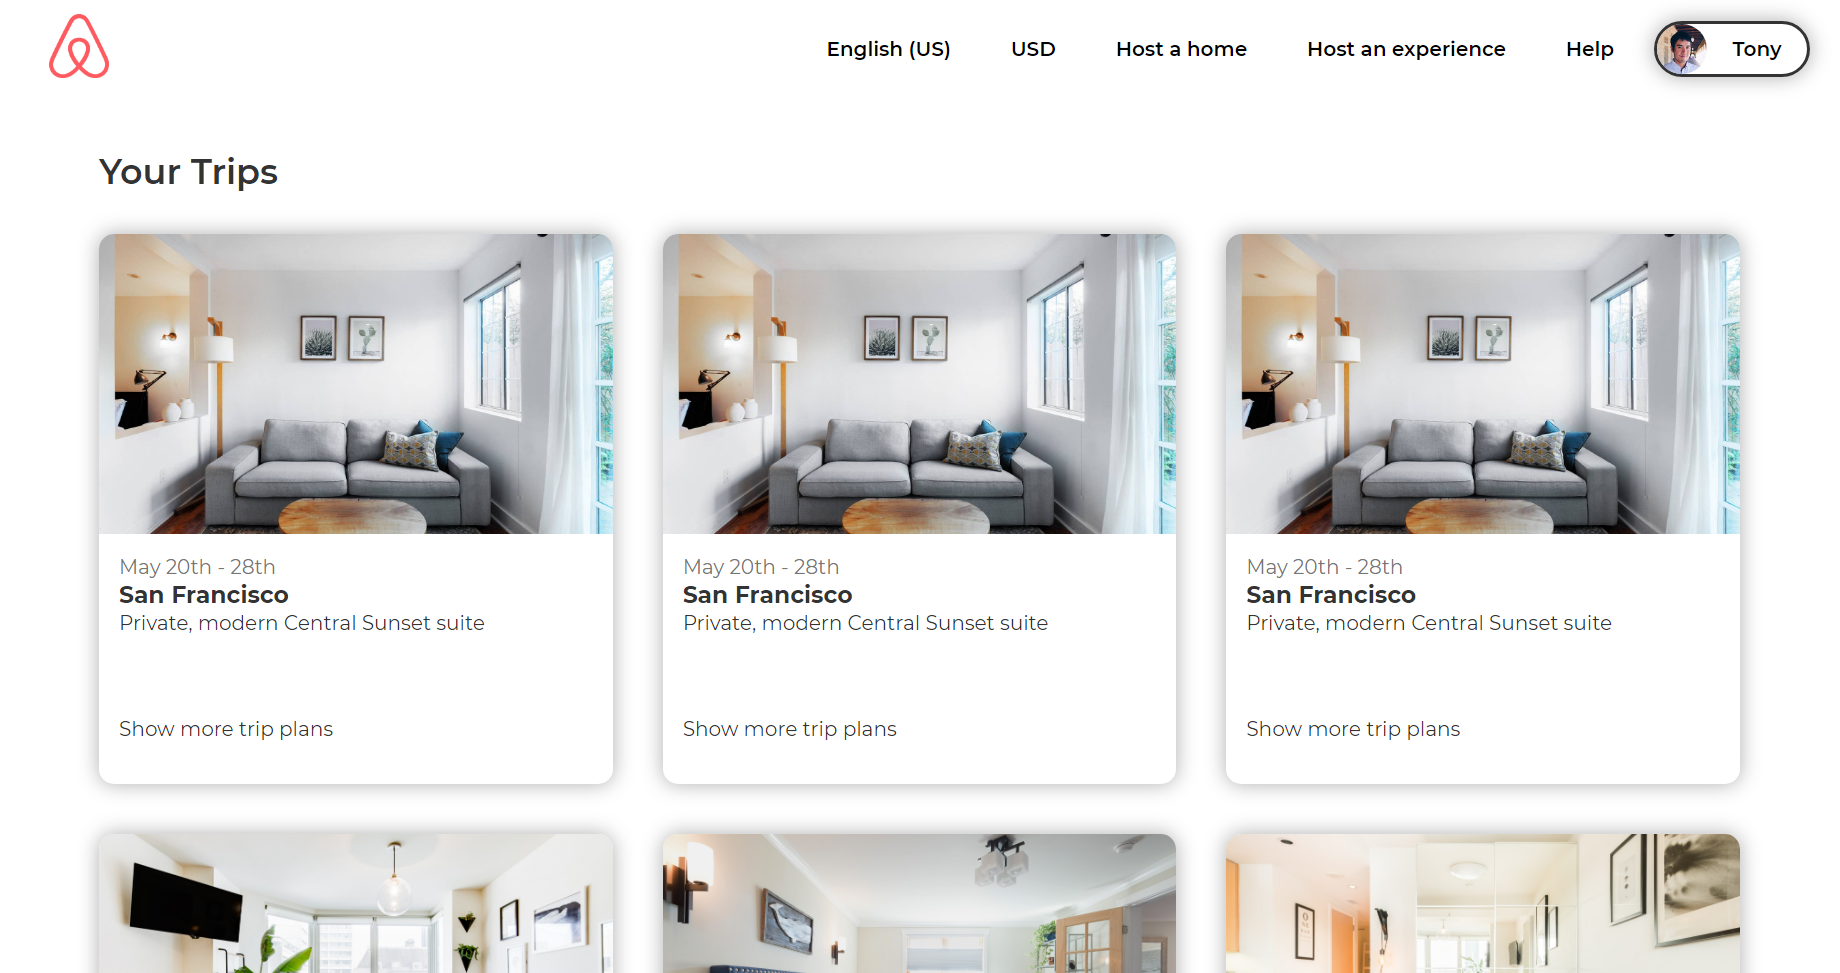 English (US) USD Host a home Host an experience Help Tony
Your Trips
May 20th - 28th
San Francisco
Private, modern Central Sunset suite
Show more trip plans
May 20th - 28th
San Francisco
Private, modern Central Sunset suite
Show more trip plans
May 20th - 28th
San Francisco
Private, modern Central Sunset suite
Show more trip plans